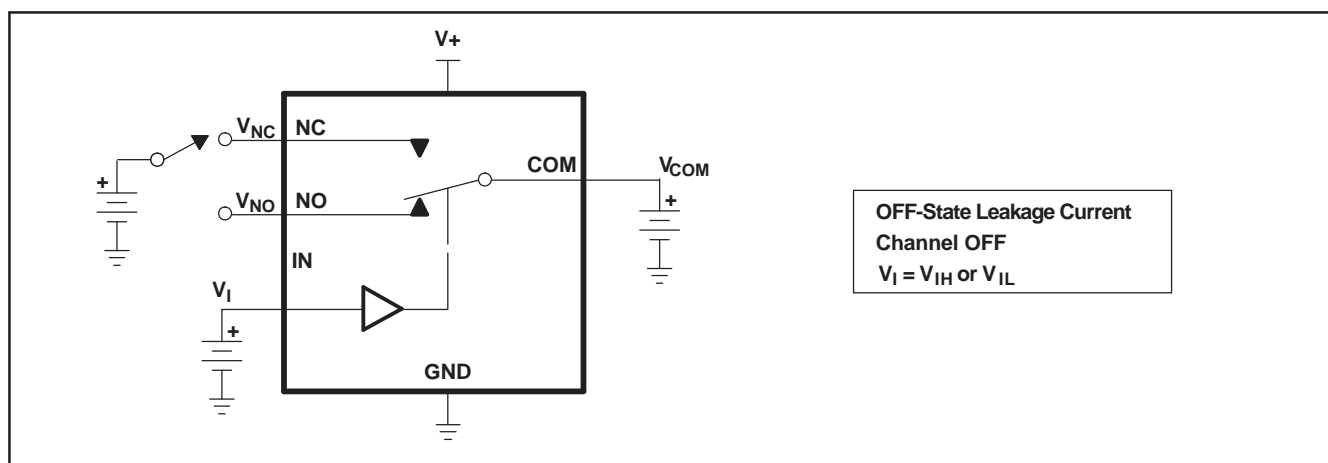 V+
VNC NC
COM VCOM
+
VNO NO
+
OFF-State Leakage Current
Channel OFF
VI = VIH or VIL
IN
VI
+
GND